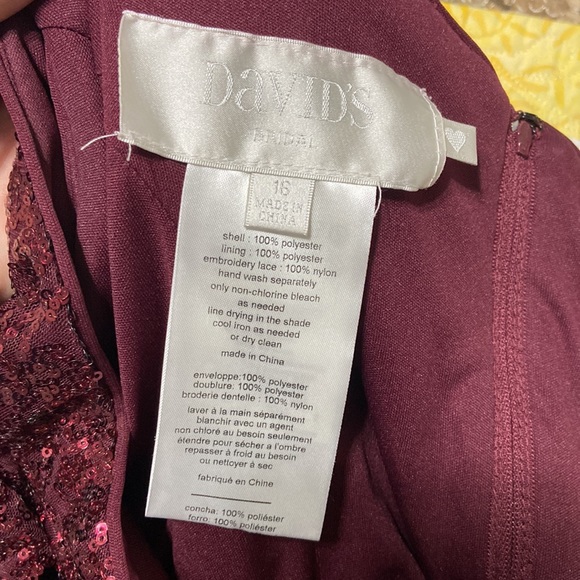 DAVID'S
BRIDAL
16
MADE IN
CHINA
shell : 100% polyester
lining : 100% polyester
embroidery lace : 100% nylon
hand wash separately
only non-chlorine bleach
as needed
line drying in the shade
cool iron as needed
or dry clean
made in China
enveloppe:100% polyester
doublure: 100% polyester
broderie dentelle : 100% nylon
laver à la main séparément
blanchir avec un agent
non chloré au besoin seulement
étendre pour sécher a l'ombre
repasser à froid au besoin
ou nettoyer à sec
fabriqué en Chine
concha: 100% poliéster
forro: 100% poliéster